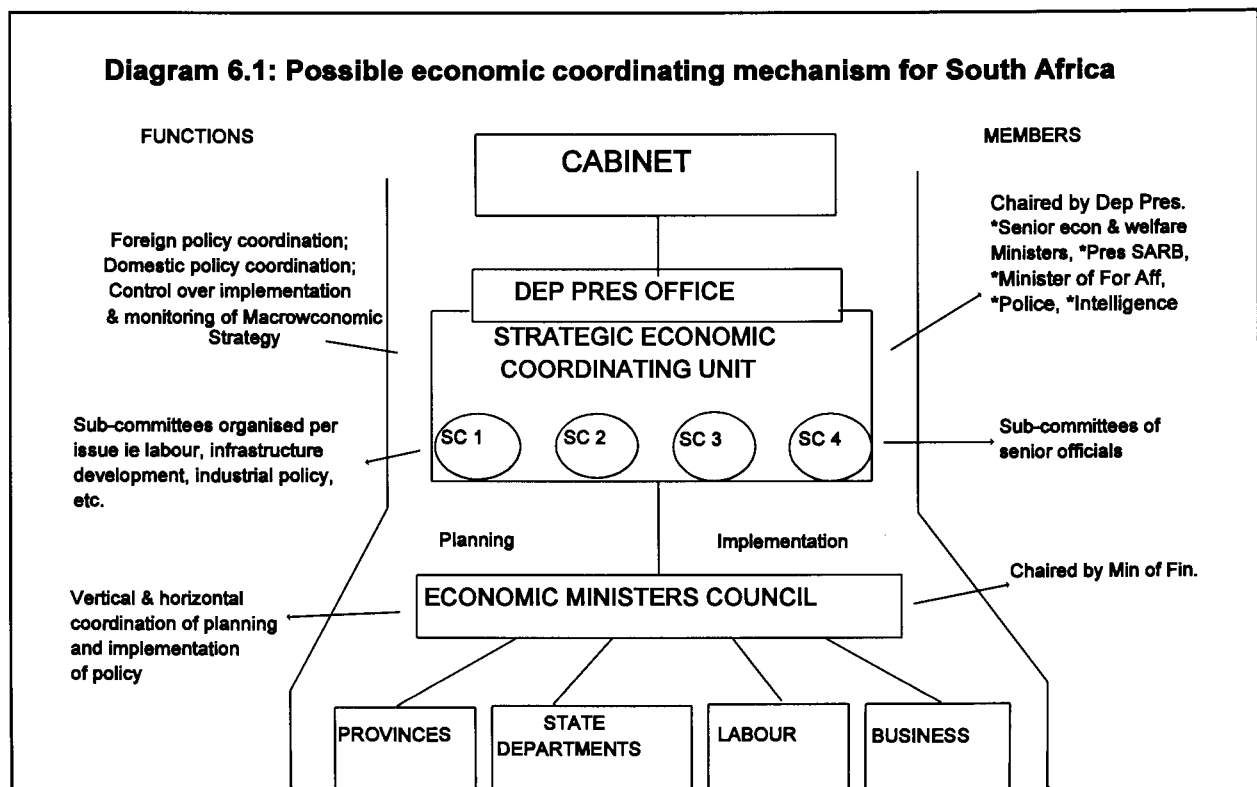 Diagram 6.1: Possible economic coordinating mechanism for South Africa
FUNCTIONS
MEMBERS
CABINET
Foreign policy coordination;
Domestic policy coordination;
Control over implementation
& monitoring of Macrowconomic
Strategy
Chaired by Dep Pres.
*Senior econ & welfare
Ministers, *Pres SARB,
*Minister of For Aff,
*Police, *Intelligence
DEP PRES OFFICE
STRATEGIC ECONOMIC
COORDINATING UNIT
SC 1
SC 2
SC 3
SC 4
Sub-committees organised per
issue ie labour, infrastructure
development, industrial policy,
etc.
Sub-committees of
senior officials
Planning
Implementation
ECONOMIC MINISTERS COUNCIL
Chaired by Min of Fin.
Vertical & horizontal
coordination of planning
and implementation
of policy
PROVINCES
STATE
DEPARTMENTS
LABOUR
BUSINESS